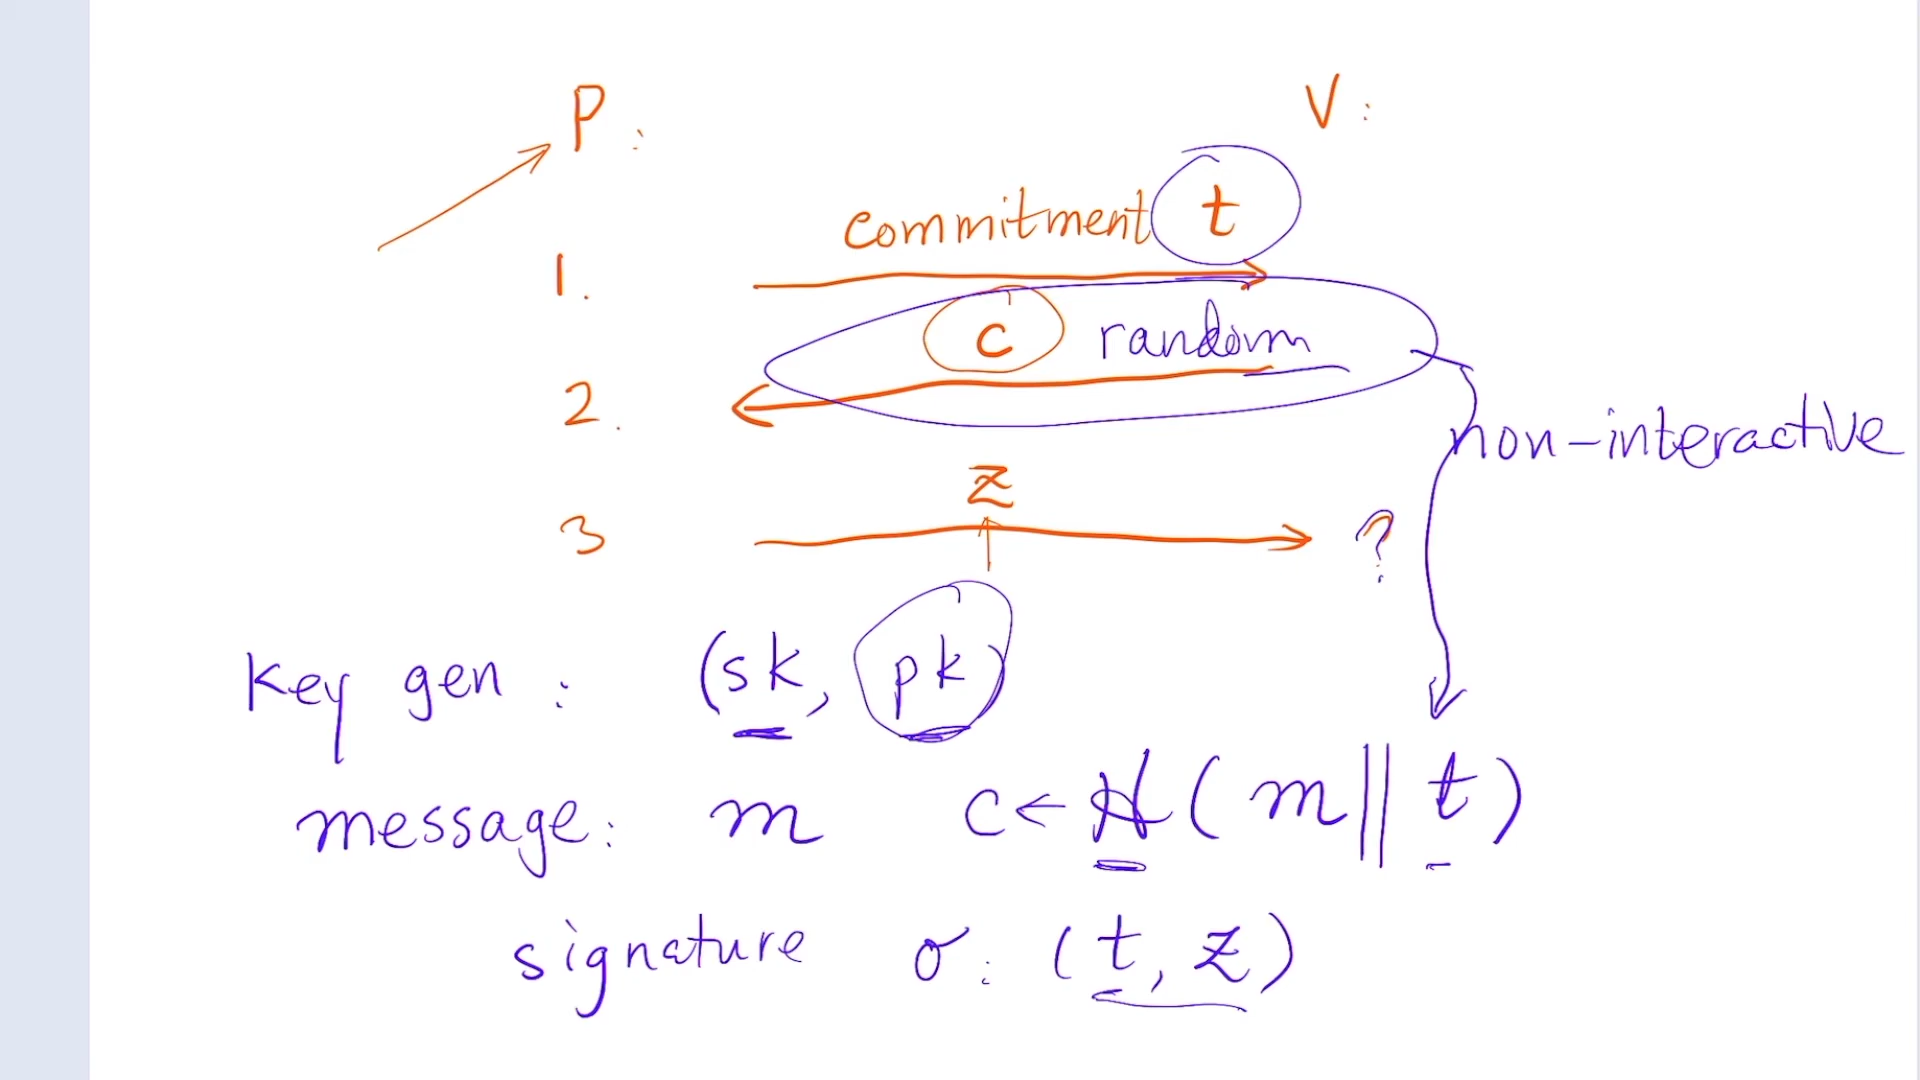 P: V:
commitment t
1.
c random
2.
non-interactive
z
3 ?
Key gen : (sk, pk)
message: m c ← H ( m || t )
signature σ: (t, z)